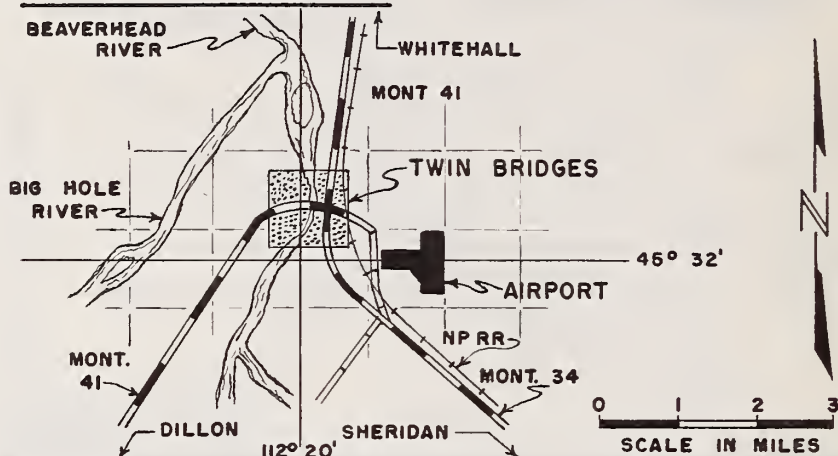 BEAVERHEAD
RIVER
WHITEHALL
MONT 41
TWIN BRIDGES
BIG HOLE
RIVER
N
45° 32'
AIRPORT
NP RR
MONT.
41
MONT. 34
0 1 2 3
DILLON
SHERIDAN
SCALE IN MILES
112° 20'